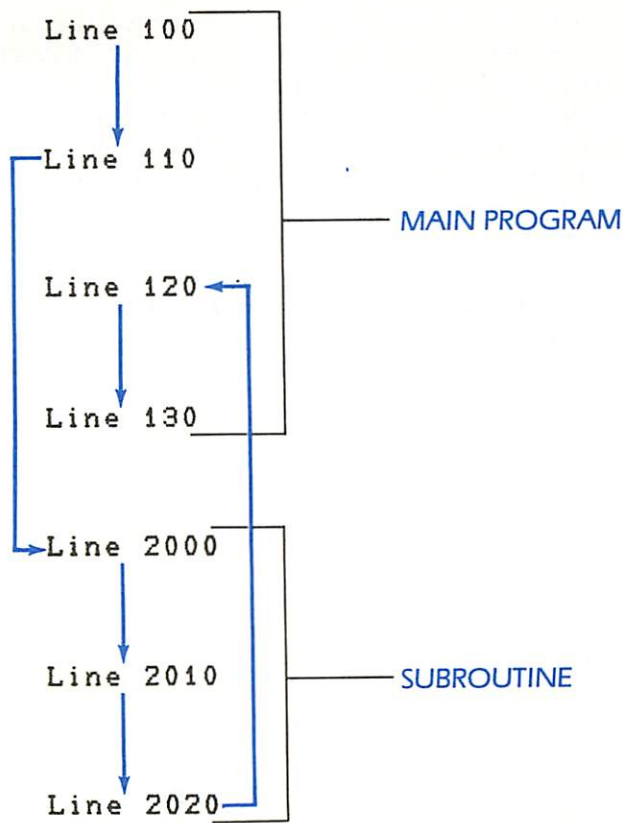 Line 100
Line 110
MAIN PROGRAM
Line 120
Line 130
Line 2000
Line 2010
SUBROUTINE
Line 2020